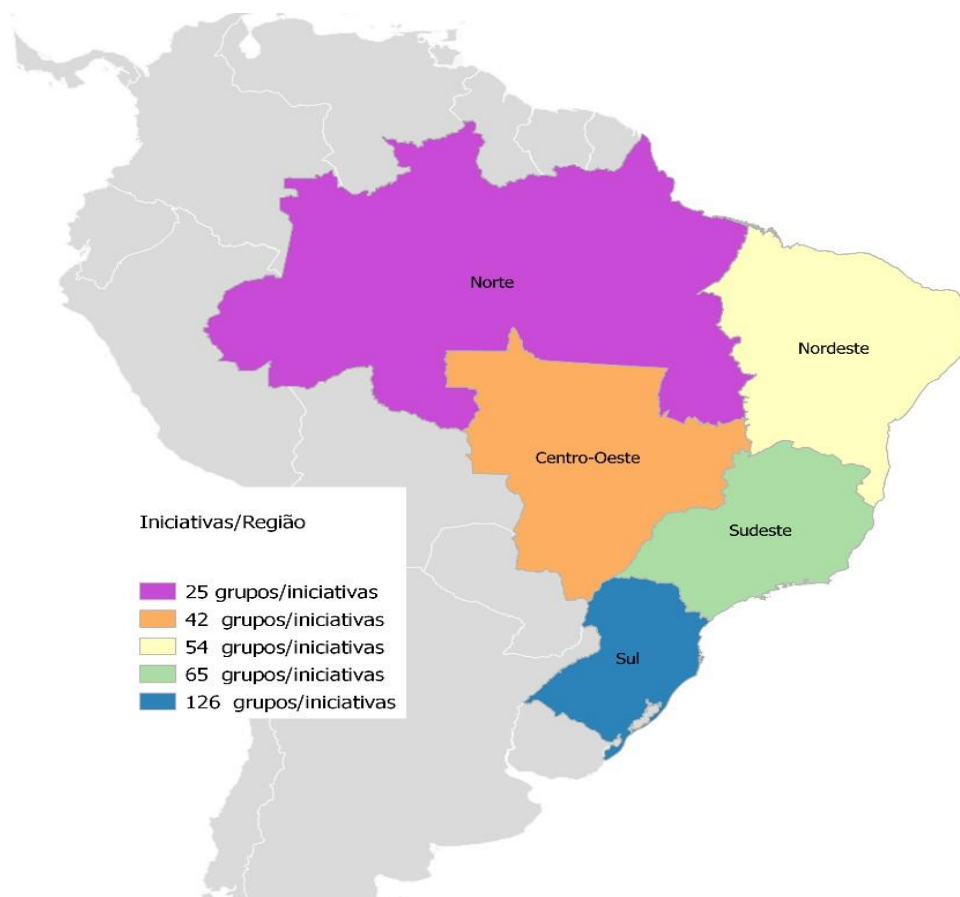 Norte
Nordeste
Centro-Oeste
Sudeste
Sul
Iniciativas/Região
25 grupos/iniciativas
42 grupos/iniciativas
54 grupos/iniciativas
65 grupos/iniciativas
126 grupos/iniciativas